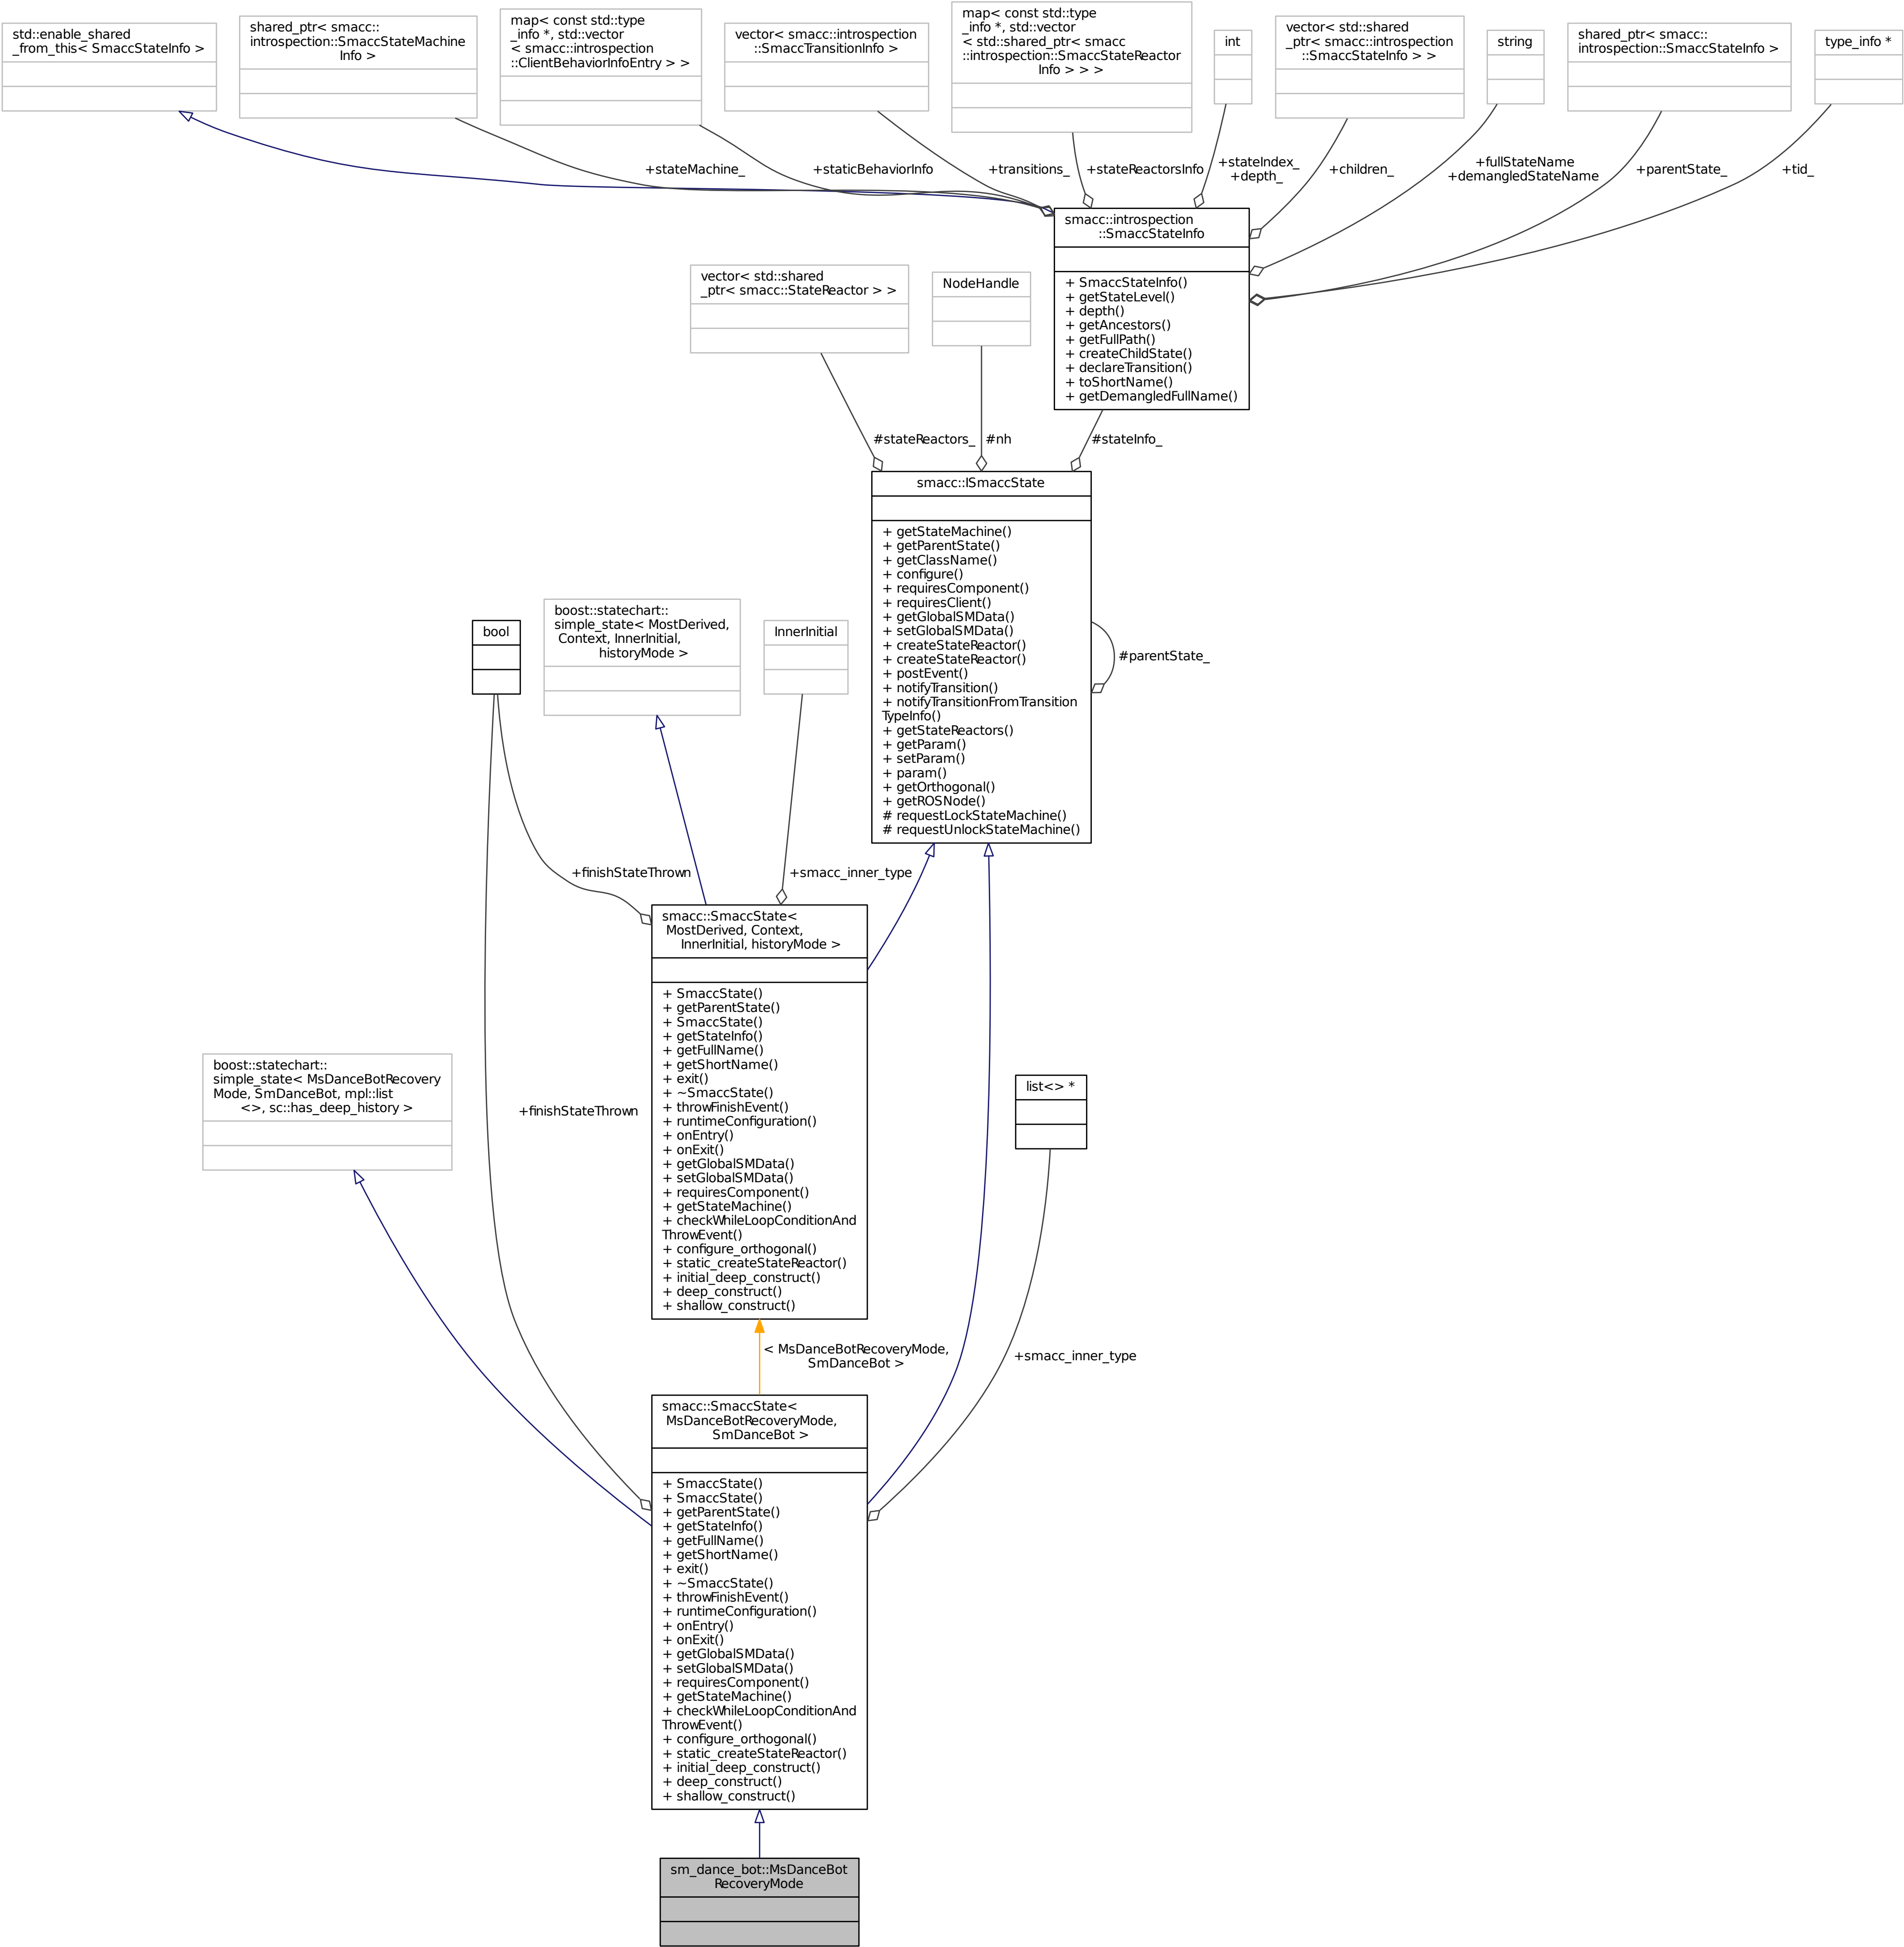 std::enable_shared
_from_this< SmaccStateInfo >
shared_ptr< smacc::
introspection::SmaccStateMachine
Info >
map< const std::type
_info *, std::vector
< smacc::introspection
::ClientBehaviorInfoEntry > >
vector< smacc::introspection
::SmaccTransitionInfo >
map< const std::type
_info *, std::vector
< std::shared_ptr< smacc
::introspection::SmaccStateReactor
Info > > >
int
vector< std::shared
_ptr< smacc::introspection
::SmaccStateInfo > >
string
shared_ptr< smacc::
introspection::SmaccStateInfo >
type_info *
+stateMachine_
+staticBehaviorInfo
+transitions_
+stateReactorsInfo
+stateIndex_
+depth_
+children_
+fullStateName
+demangledStateName
+parentState_
+tid_
smacc::introspection
::SmaccStateInfo
+ SmaccStateInfo()
+ getStateLevel()
+ depth()
+ getAncestors()
+ getFullPath()
+ createChildState()
+ declareTransition()
+ toShortName()
+ getDemangledFullName()
vector< std::shared
_ptr< smacc::StateReactor > >
NodeHandle
#stateReactors_
#nh
#stateInfo_
smacc::ISmaccState
+ getStateMachine()
+ getParentState()
+ getClassName()
+ configure()
+ requiresComponent()
+ requiresClient()
+ getGlobalSMData()
+ setGlobalSMData()
+ createStateReactor()
+ createStateReactor()
+ postEvent()
+ notifyTransition()
+ notifyTransitionFromTransition
TypeInfo()
+ getStateReactors()
+ getParam()
+ setParam()
+ param()
+ getOrthogonal()
+ getROSNode()
# requestLockStateMachine()
# requestUnlockStateMachine()
#parentState_
bool
boost::statechart::
simple_state< MostDerived,
Context, InnerInitial,
historyMode >
InnerInitial
+finishStateThrown
+smacc_inner_type
smacc::SmaccState<
MostDerived, Context,
InnerInitial, historyMode >
+ SmaccState()
+ getParentState()
+ SmaccState()
+ getStateInfo()
+ getFullName()
+ getShortName()
+ exit()
+ ~SmaccState()
+ throwFinishEvent()
+ runtimeConfiguration()
+ onEntry()
+ onExit()
+ getGlobalSMData()
+ setGlobalSMData()
+ requiresComponent()
+ getStateMachine()
+ checkWhileLoopConditionAnd
ThrowEvent()
+ configure_orthogonal()
+ static_createStateReactor()
+ initial_deep_construct()
+ deep_construct()
+ shallow_construct()
boost::statechart::
simple_state< MsDanceBotRecovery
Mode, SmDanceBot, mpl::list
<>, sc::has_deep_history >
+finishStateThrown
list<> *
< MsDanceBotRecoveryMode,
SmDanceBot >
+smacc_inner_type
smacc::SmaccState<
MsDanceBotRecoveryMode,
SmDanceBot >
+ SmaccState()
+ SmaccState()
+ getParentState()
+ getStateInfo()
+ getFullName()
+ getShortName()
+ exit()
+ ~SmaccState()
+ throwFinishEvent()
+ runtimeConfiguration()
+ onEntry()
+ onExit()
+ getGlobalSMData()
+ setGlobalSMData()
+ requiresComponent()
+ getStateMachine()
+ checkWhileLoopConditionAnd
ThrowEvent()
+ configure_orthogonal()
+ static_createStateReactor()
+ initial_deep_construct()
+ deep_construct()
+ shallow_construct()
sm_dance_bot::MsDanceBot
RecoveryMode